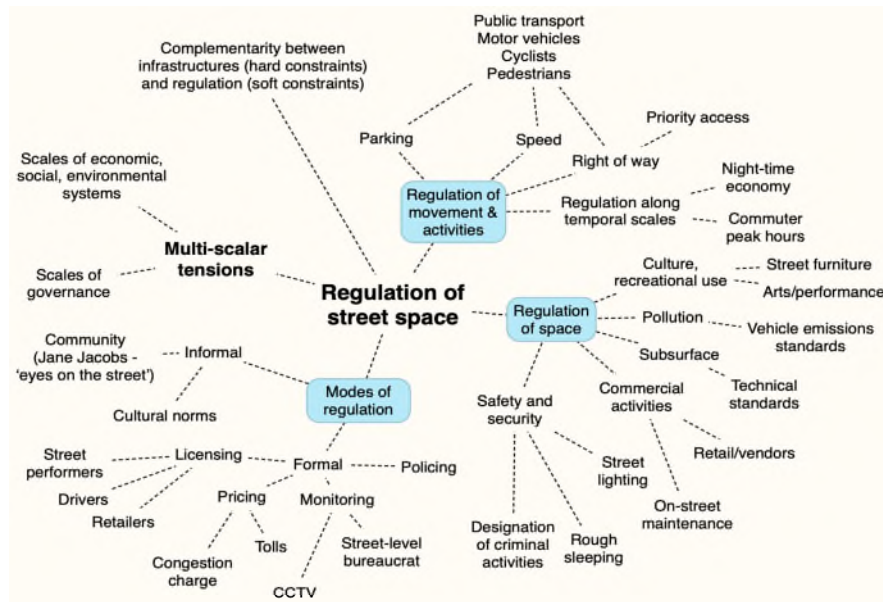 Public transport
Motor vehicles
Cyclists
Pedestrians
Complementarity between
infrastructures (hard constraints)
and regulation (soft constraints)
Parking
Speed
Priority access
Right of way
Scales of economic,
social, environmental
systems
Regulation of
movement &
activities
Regulation along
temporal scales
Night-time
economy
Commuter
peak hours
Multi-scalar
tensions
Scales of
governance
Regulation of
street space
Culture,
recreational use
Street furniture
Arts/performance
Regulation
of space
Pollution
Vehicle emissions
standards
Subsurface
Technical
standards
Community
(Jane Jacobs -
‘eyes on the street’)
Informal
Cultural norms
Modes of
regulation
Safety and
security
Commercial
activities
Retail/vendors
On-street
maintenance
Street
lighting
Rough
sleeping
Designation
of criminal
activities
Street
performers
Licensing
Formal
Policing
Drivers
Retailers
Pricing
Monitoring
Tolls
Congestion
charge
Street-level
bureaucrat
CCTV